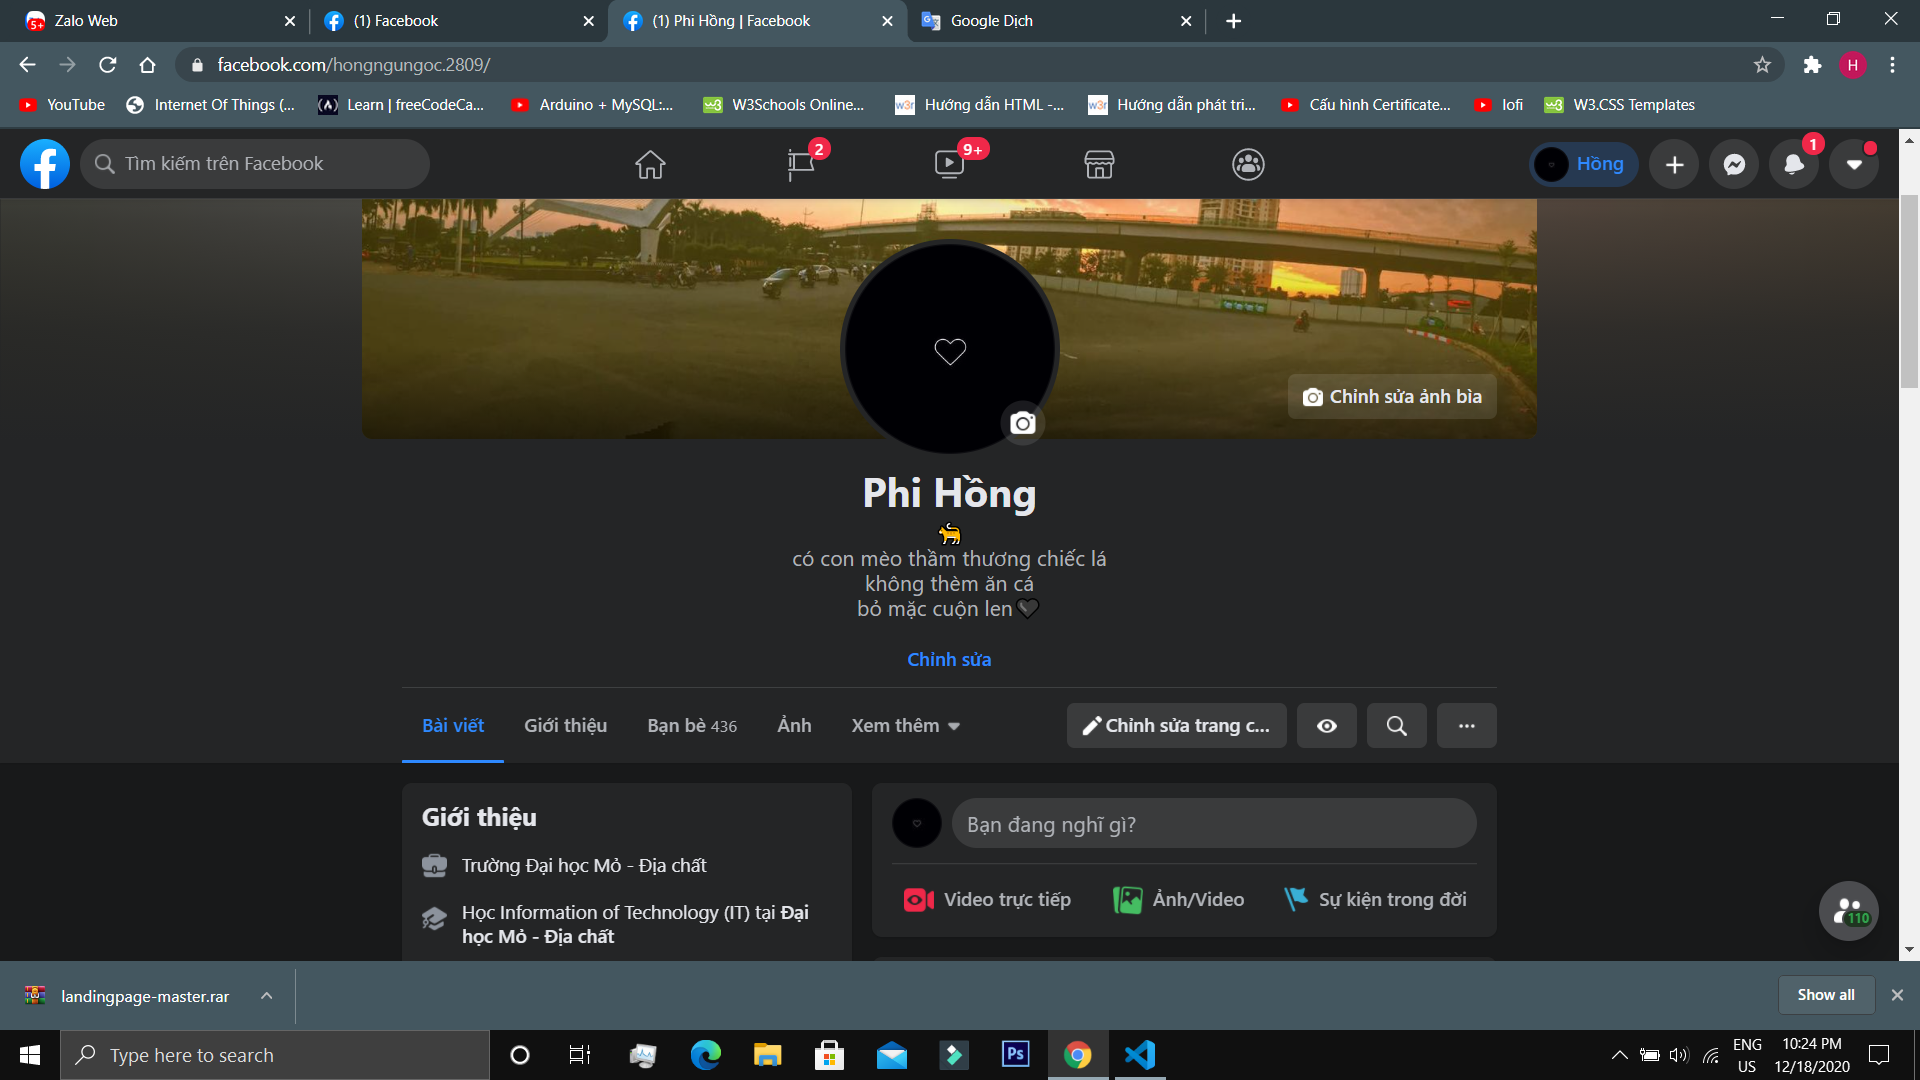 Zalo Web
(1) Facebook
(1) Phi Hồng | Facebook
Google Dịch
facebook.com/hongngungoc.2809/
H
YouTube
Internet Of Things (...
Learn | freeCodeCa...
Arduino + MySQL:...
W3Schools Online...
Hướng dẫn HTML -...
Hướng dẫn phát tri...
Cấu hình Certificate...
lofi
W3.CSS Templates
Tìm kiếm trên Facebook
2
9+
Hồng
1
Chỉnh sửa ảnh bìa
Phi Hồng
có con mèo thầm thương chiếc lá
không thèm ăn cá
bỏ mặc cuộn len
Chỉnh sửa
Bài viết
Giới thiệu
Bạn bè 436
Ảnh
Xem thêm
Chỉnh sửa trang c...
Giới thiệu
Trường Đại học Mỏ - Địa chất
Học Information of Technology (IT) tại Đại
học Mỏ - Địa chất
Bạn đang nghĩ gì?
Video trực tiếp
Ảnh/Video
Sự kiện trong đời
110
landingpage-master.rar
Show all
Type here to search
Ps
ENG
US
10:24 PM
12/18/2020